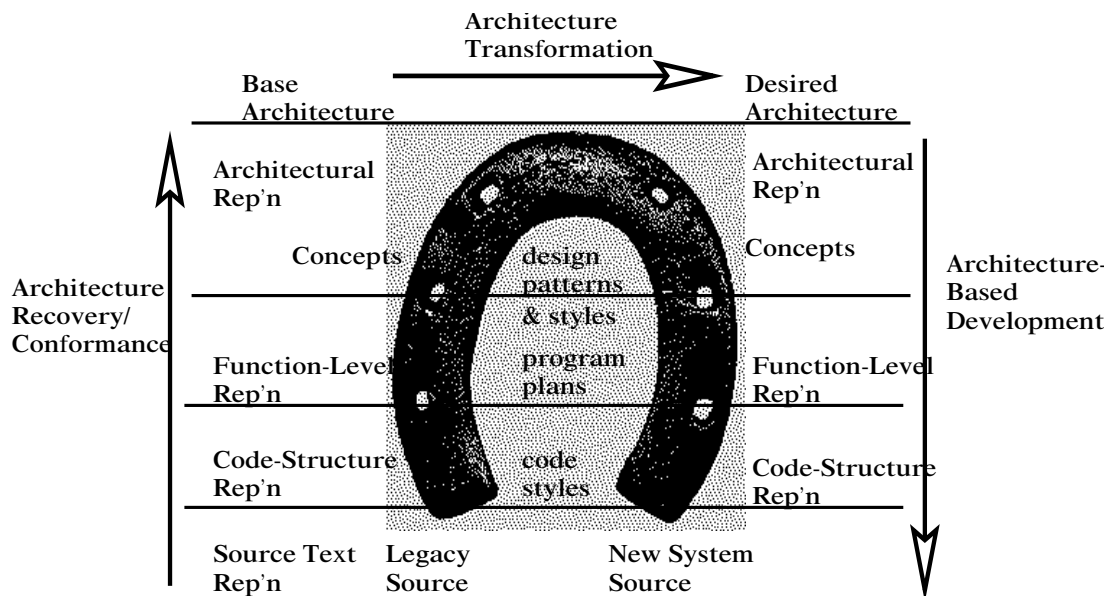 Architecture
Transformation
Base
Architecture
Desired
Architecture
Architectural
Rep'n
Architectural
Rep'n
Concepts
design
patterns
& styles
Concepts
Architecture
Recovery/
Conformance
Architecture-
Based
Development
Function-Level
Rep'n
program
plans
Function-Level
Rep'n
Code-Structure
Rep'n
code
styles
Code-Structure
Rep'n
Source Text
Rep'n
Legacy
Source
New System
Source